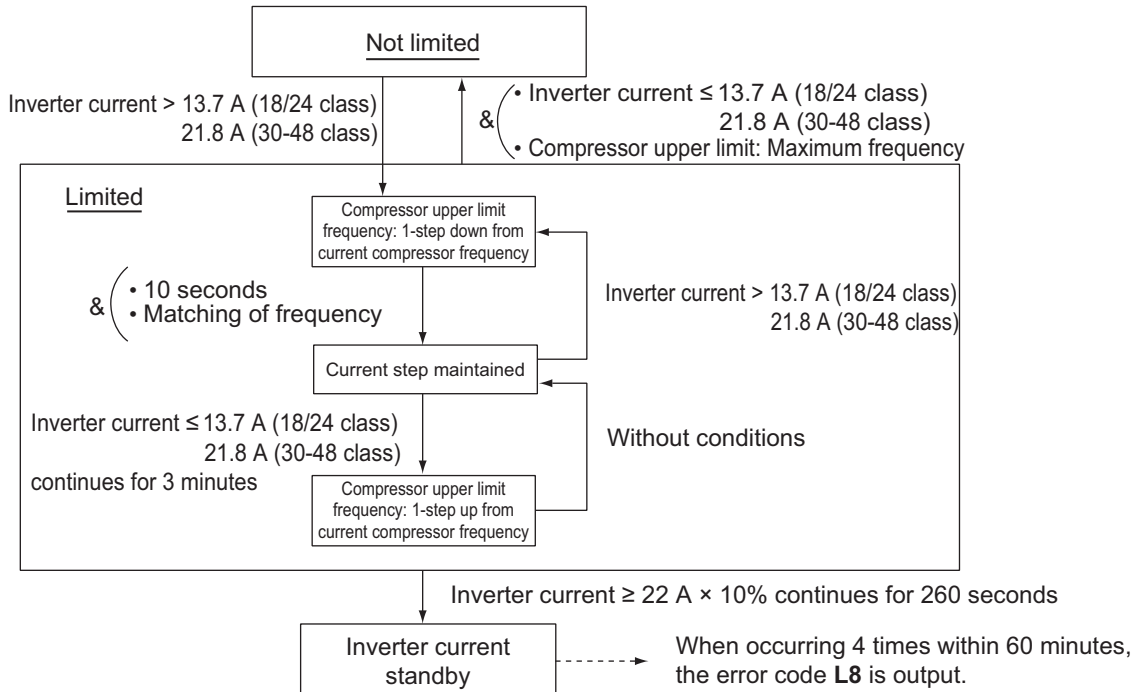 Not limited
Inverter current > 13.7 A (18/24 class)
21.8 A (30-48 class)
&
• Inverter current ≤ 13.7 A (18/24 class)
21.8 A (30-48 class)
• Compressor upper limit: Maximum frequency
Limited
Compressor upper limit
frequency: 1-step down from
current compressor frequency
&
• 10 seconds
• Matching of frequency
Inverter current > 13.7 A (18/24 class)
21.8 A (30-48 class)
Current step maintained
Inverter current ≤ 13.7 A (18/24 class)
21.8 A (30-48 class)
continues for 3 minutes
Without conditions
Compressor upper limit
frequency: 1-step up from
current compressor frequency
Inverter current ≥ 22 A × 10% continues for 260 seconds
Inverter current
standby
When occurring 4 times within 60 minutes,
the error code L8 is output.